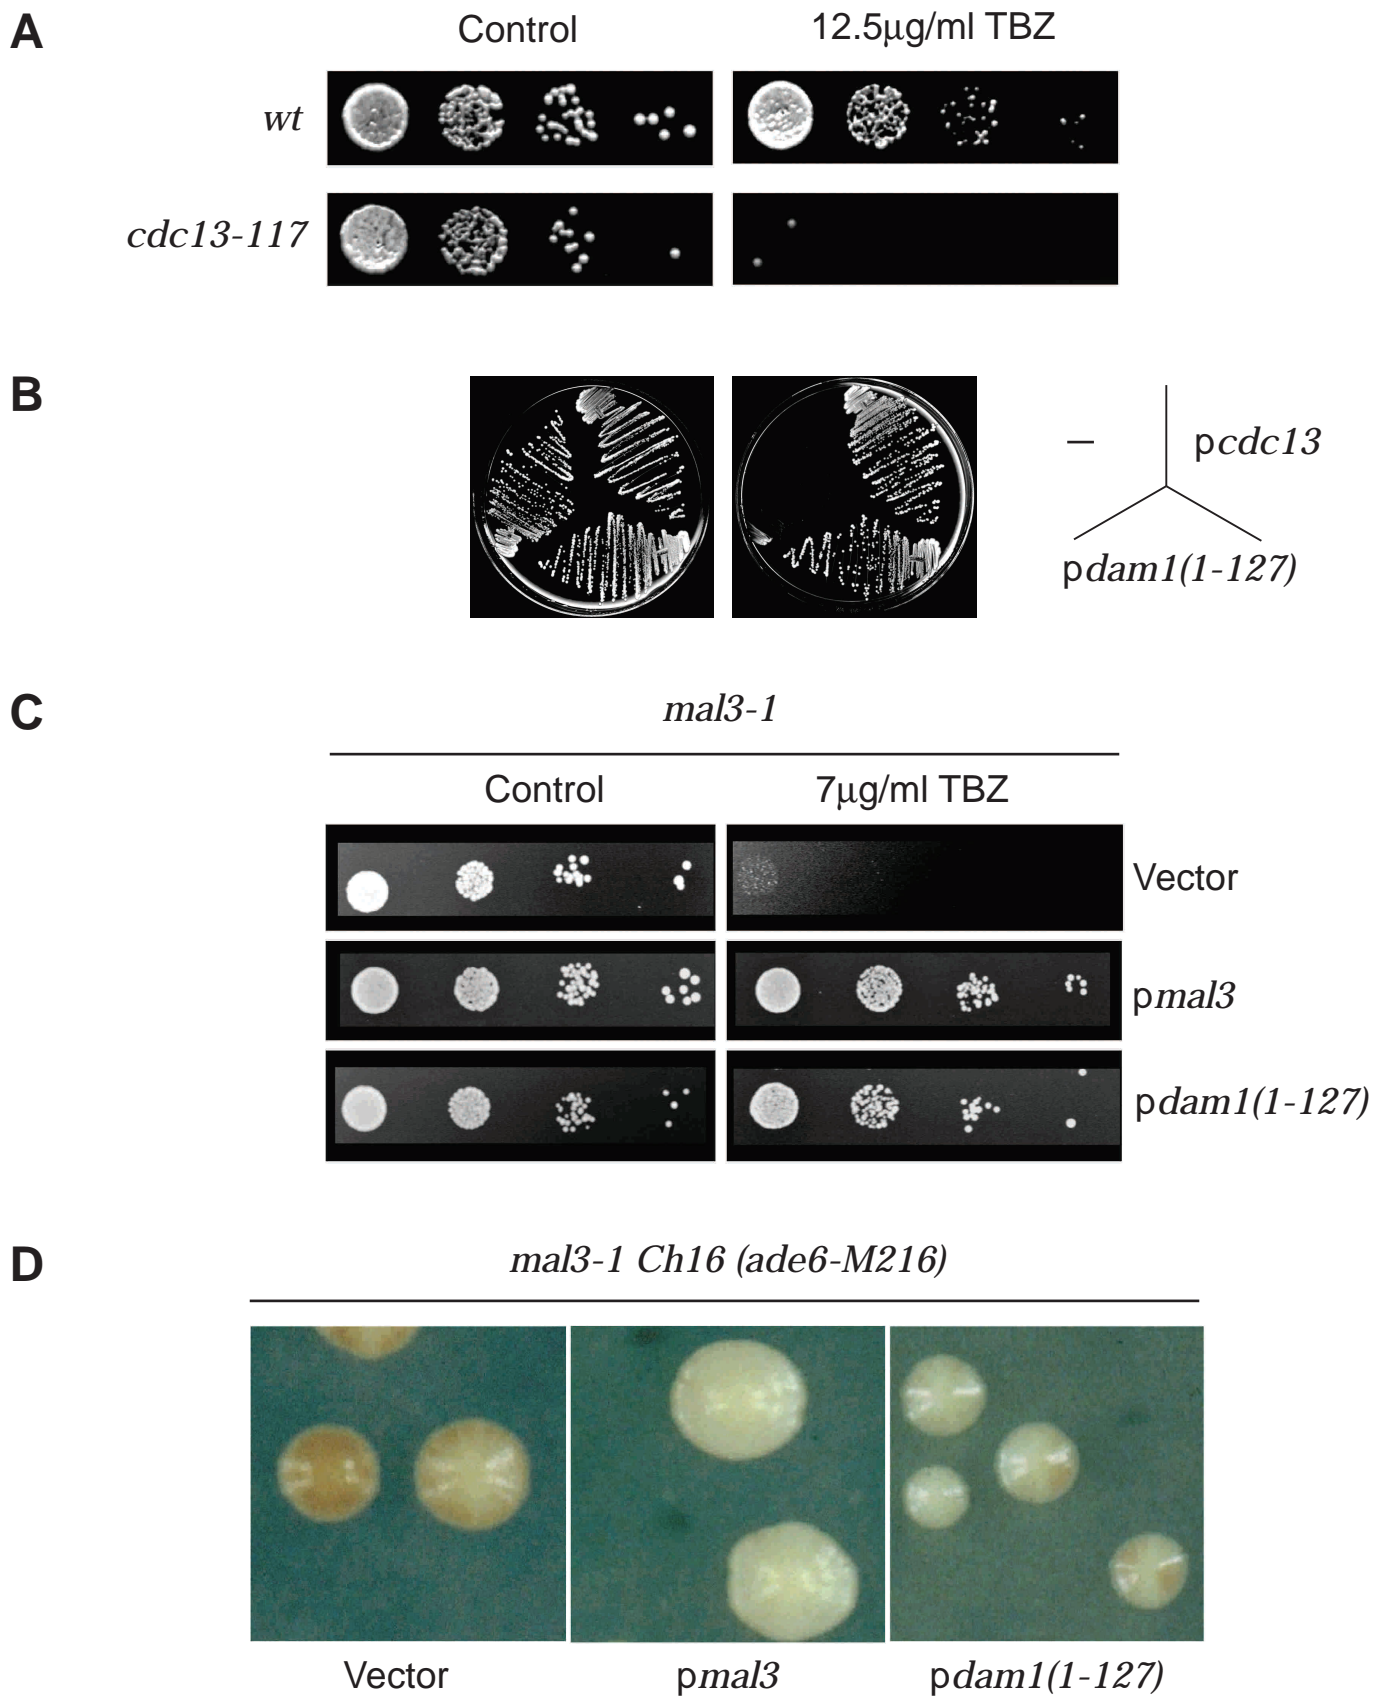 A
Control 12.5μg/ml TBZ
wt
cdc13-117
B
– pcdc13
pdam1(1-127)
C
mal3-1
Control 7μg/ml TBZ
Vector
pmal3
pdam1(1-127)
D
mal3-1 Ch16 (ade6-M216)
Vector pmal3 pdam1(1-127)